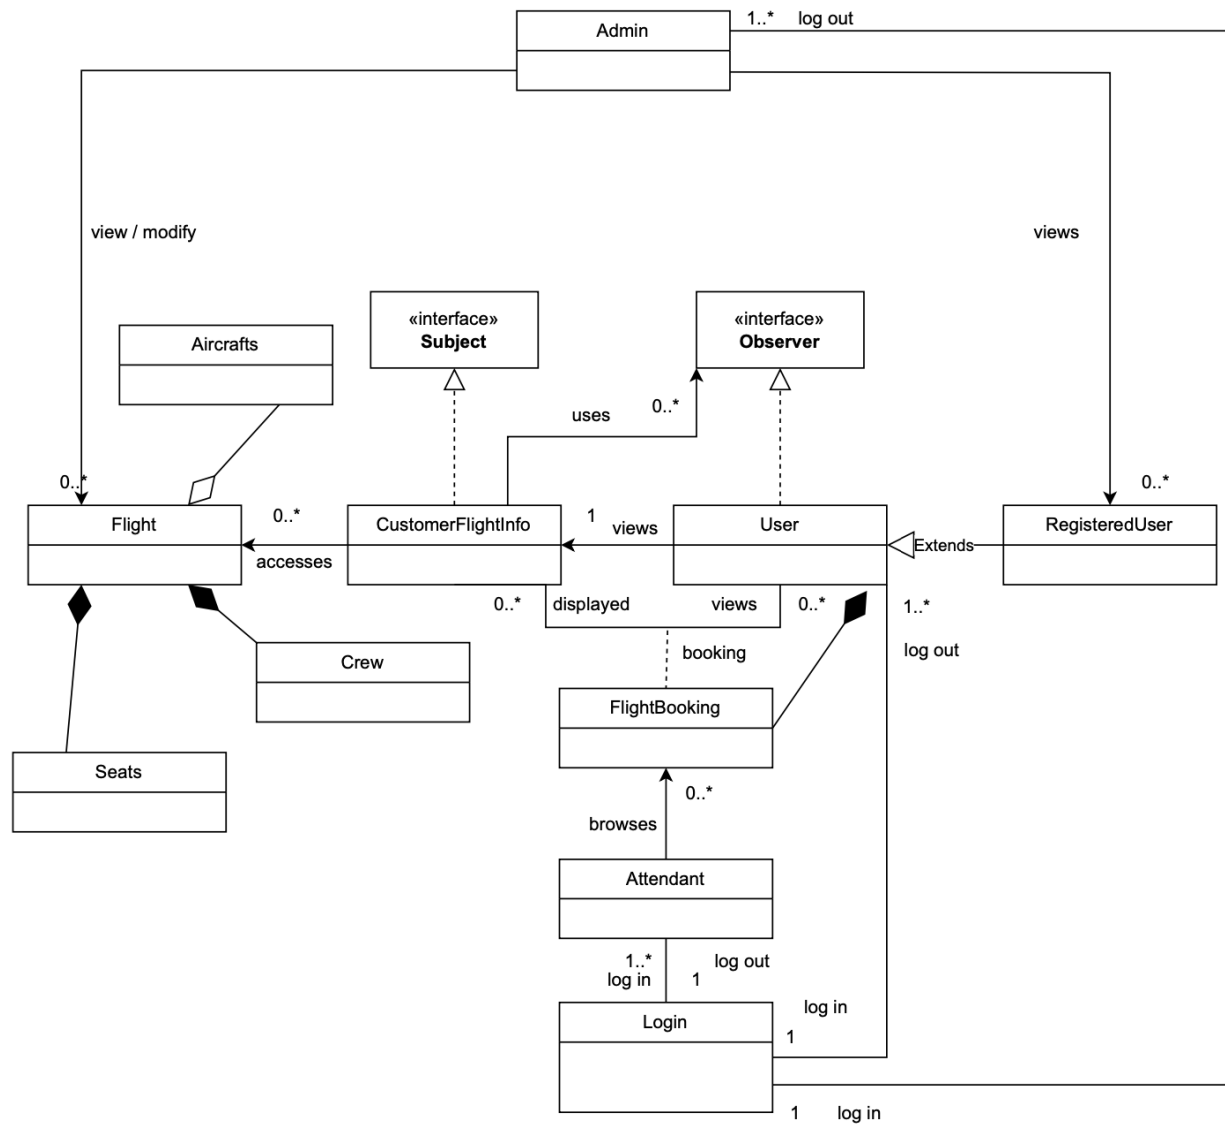 1..* log out
Admin
view / modify
views
«interface»
Subject
«interface»
Observer
Aircrafts
uses
0..*
0..*
0..*
Flight
0..*
accesses
CustomerFlightInfo
1
views
User
Extends
RegisteredUser
0..*
displayed
views
0..*
1..*
log out
booking
Crew
FlightBooking
Seats
0..*
browses
Attendant
1..*
log in
log out
1
Login
log in
1
1 log in